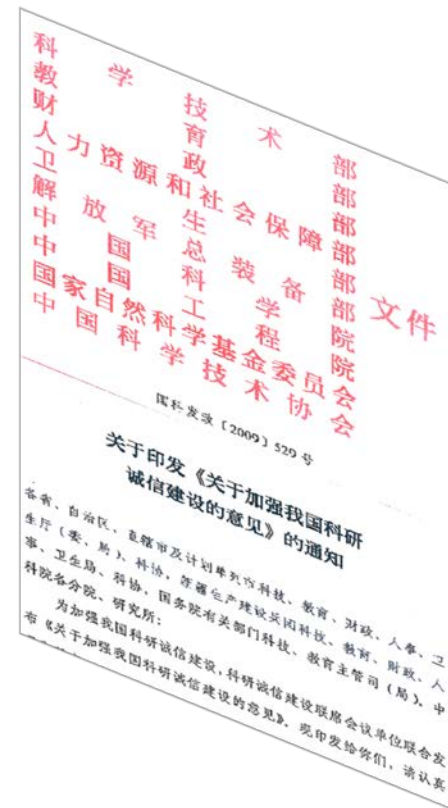 科学技术部
教育部
财政部
人力资源和社会保障部
卫生部
解放军总装备部
中国科学院
中国工程院
国家自然科学基金委员会
中国科学技术协会
文件
国科发政〔2009〕529号
关于印发《关于加强我国科研
诚信建设的意见》的通知
各省、自治区、直辖市及计划单列市科技、教育、财政、人事、卫
生厅（委、局）、科协，新疆生产建设兵团科技、教育、财政、人
事、卫生局、科协，国务院有关部门科技、教育主管司（局），中
科院各分院、研究所：
为加强我国科研诚信建设，科研诚信建设联席会议单位联合发
布《关于加强我国科研诚信建设的意见》。现印发给你们，请认真